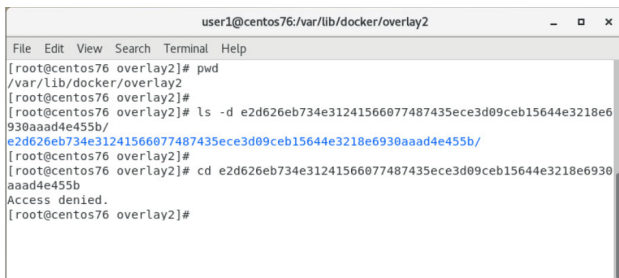 user1@centos76:/var/lib/docker/overlay2
File Edit View Search Terminal Help
[root@centos76 overlay2]# pwd
/var/lib/docker/overlay2
[root@centos76 overlay2]#
[root@centos76 overlay2]# ls -d e2d626eb734e31241566077487435ece3d09ceb15644e3218e6
930aaad4e455b/
e2d626eb734e31241566077487435ece3d09ceb15644e3218e6930aaad4e455b/
[root@centos76 overlay2]#
[root@centos76 overlay2]# cd e2d626eb734e31241566077487435ece3d09ceb15644e3218e6930
aaad4e455b
Access denied.
[root@centos76 overlay2]#